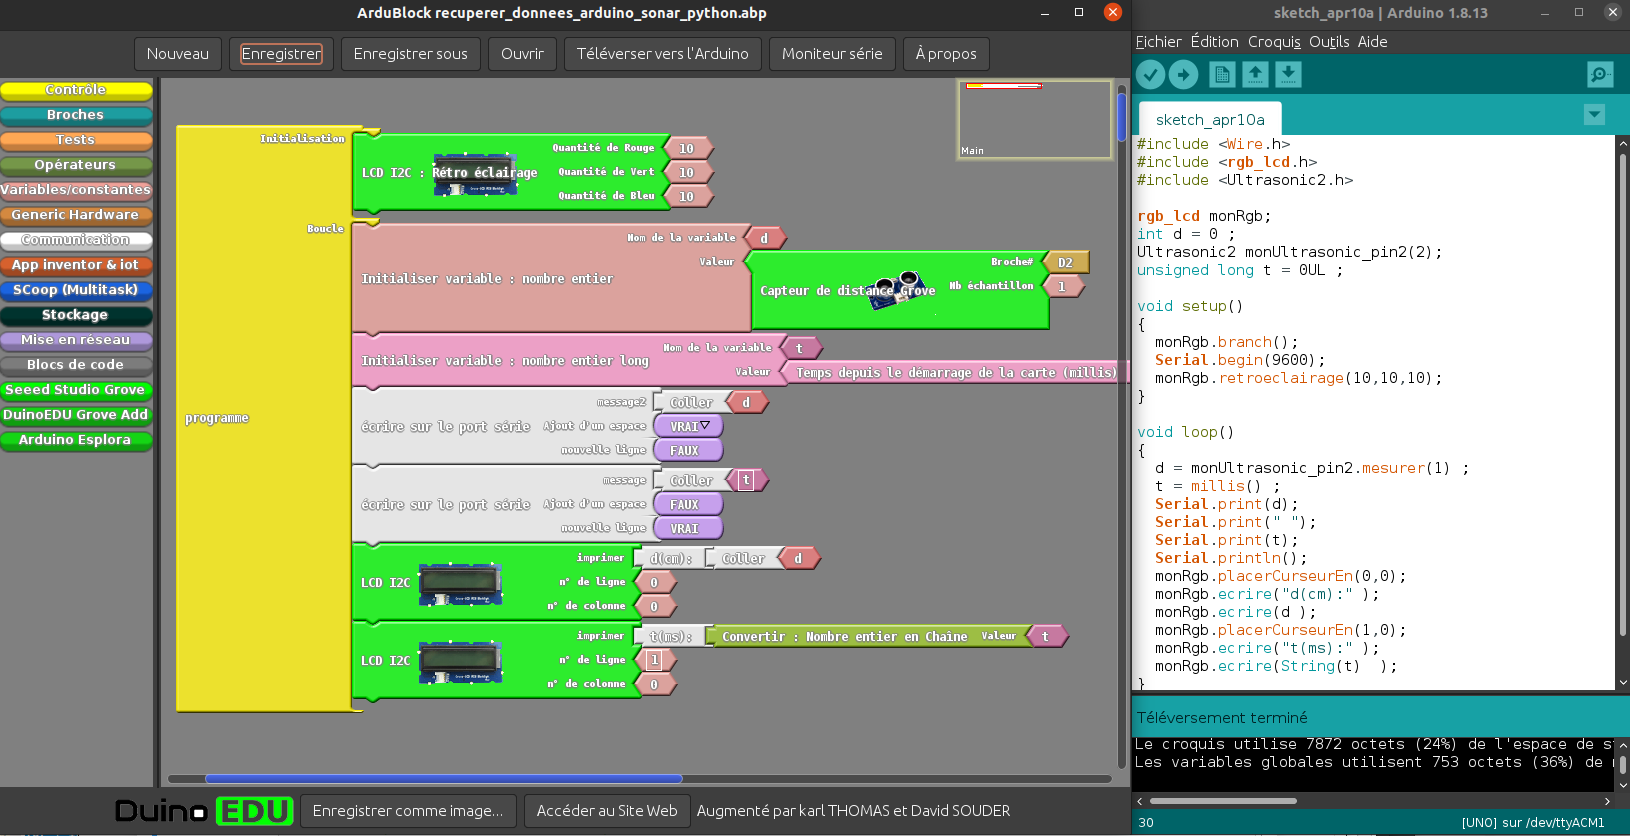 ArduBlock recuperer_donnees_arduino_sonar_python.abp
Nouveau
Enregistrer
Enregistrer sous
Ouvrir
Téléverser vers l'Arduino
Moniteur série
À propos
Contrôle
Broches
Tests
Opérateurs
Variables/constantes
Generic Hardware
Communication
App inventor & iot
SCoop (Multitask)
Stockage
Mise en réseau
Blocs de code
Seeed Studio Grove
DuinoEDU Grove Add
Arduino Esplora
Main
programme
Initialisation
LCD I2C : Rétro éclairage
Quantité de Rouge 10
Quantité de Vert 10
Quantité de Bleu 10
Boucle
Initialiser variable : nombre entier
Nom de la variable d
Valeur
Capteur de distance Grove
Broche# D2
Nb échantillon 1
Initialiser variable : nombre entier long
Nom de la variable t
Valeur Temps depuis le démarrage de la carte (millis)
écrire sur le port série
message2 Coller d
Ajout d'un espace VRAI
nouvelle ligne FAUX
écrire sur le port série
message Coller t
Ajout d'un espace FAUX
nouvelle ligne VRAI
LCD I2C
imprimer d(cm): Coller d
n° de ligne 0
n° de colonne 0
LCD I2C
imprimer t(ms): Convertir : Nombre entier en Chaîne Valeur t
n° de ligne 1
n° de colonne 0
Duino EDU
Enregistrer comme image...
Accéder au Site Web
Augmenté par karl THOMAS et David SOUDER
sketch_apr10a | Arduino 1.8.13
Fichier Édition Croquis Outils Aide
sketch_apr10a
#include <Wire.h>
#include <rgb_lcd.h>
#include <Ultrasonic2.h>
rgb_lcd monRgb;
int d = 0 ;
Ultrasonic2 monUltrasonic_pin2(2);
unsigned long t = 0UL ;
void setup()
{
monRgb.branch();
Serial.begin(9600);
monRgb.retroeclairage(10,10,10);
}
void loop()
{
d = monUltrasonic_pin2.mesurer(1) ;
t = millis() ;
Serial.print(d);
Serial.print(" ");
Serial.print(t);
Serial.println();
monRgb.placerCurseurEn(0,0);
monRgb.ecrire("d(cm):" );
monRgb.ecrire(d );
monRgb.placerCurseurEn(1,0);
monRgb.ecrire("t(ms):" );
monRgb.ecrire(String(t) );
}
Téléversement terminé
Le croquis utilise 7872 octets (24%) de l'espace de s
Les variables globales utilisent 753 octets (36%) de
30
[UNO] sur /dev/ttyACM1